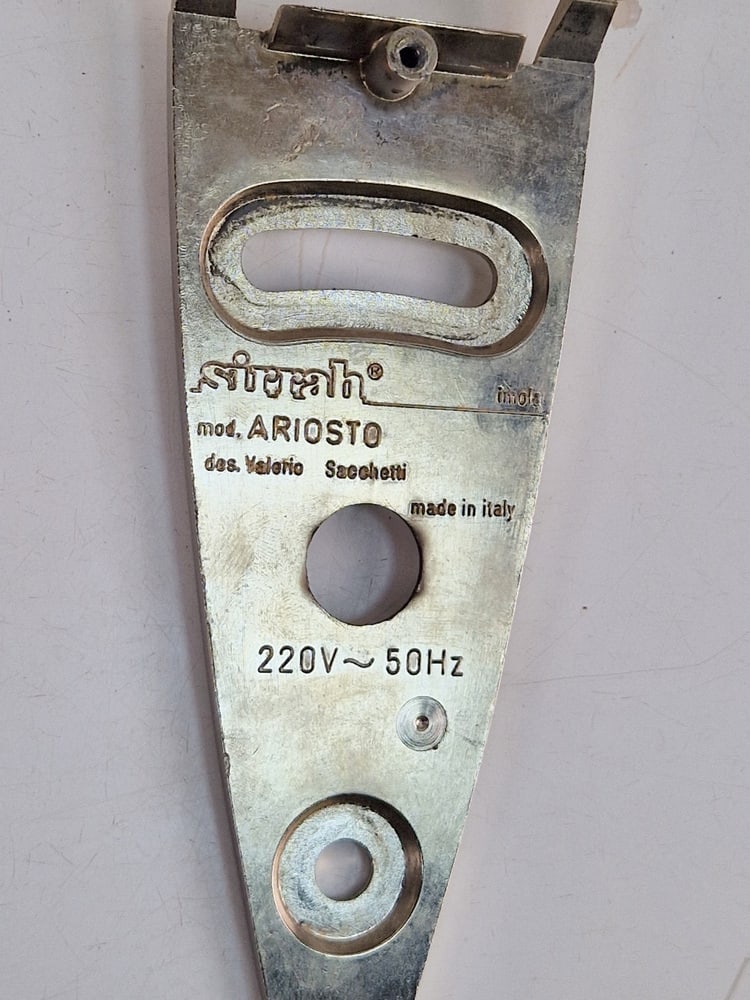 sirrah® imola
mod. ARIOSTO
des. Valerio Sacchetti
made in italy
220V~50Hz